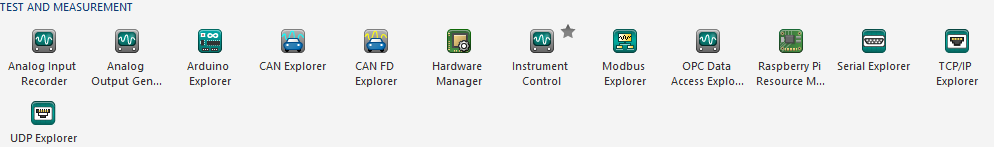 TEST AND MEASUREMENT
Analog Input
Recorder
Analog
Output Gen...
Arduino
Explorer
CAN Explorer
CAN FD
Explorer
Hardware
Manager
Instrument
Control
Modbus
Explorer
OPC Data
Access Explo...
Raspberry Pi
Resource M...
Serial Explorer
TCP/IP
Explorer
UDP Explorer